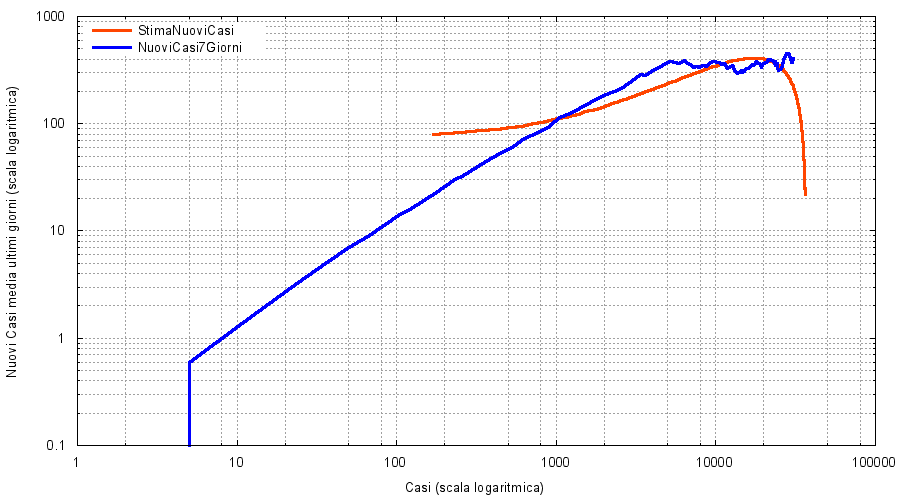 1000
StimaNuoviCasi
NuoviCasi7Giorni
100
10
1
0.1
Nuovi Casi media ultimi giorni (scala logaritmica)
1 10 100 1000 10000 100000
Casi (scala logaritmica)